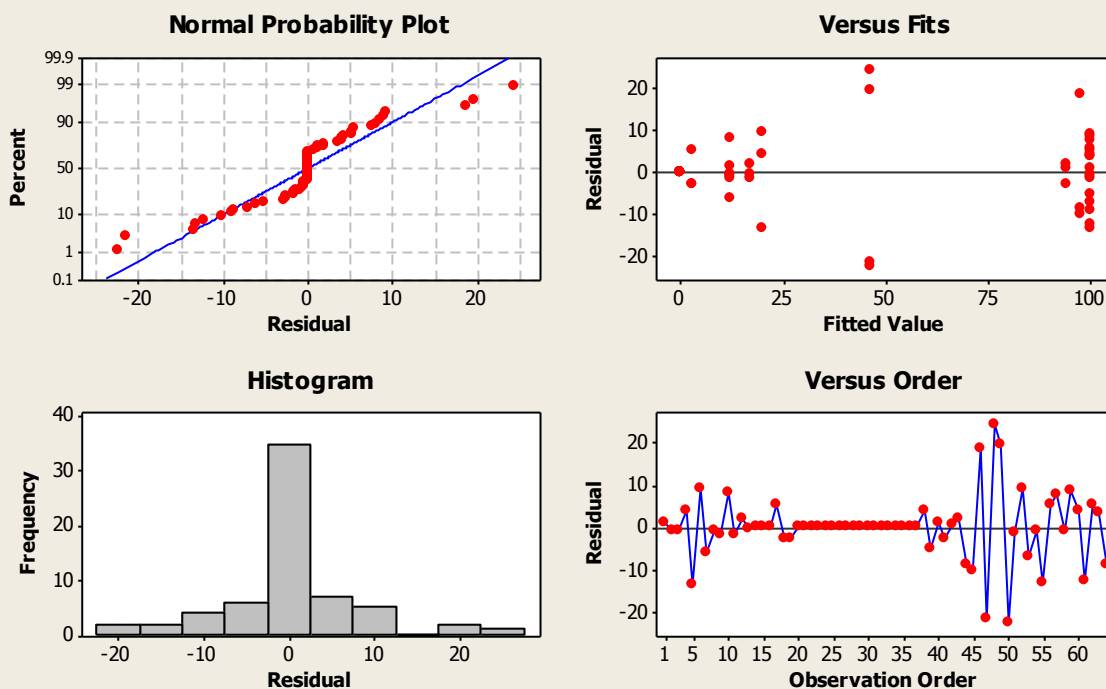 Normal Probability Plot
99.9
99
90
50
10
1
0.1
Percent
-20 -10 0 10 20
Residual
Versus Fits
20
10
0
-10
-20
Residual
0 25 50 75 100
Fitted Value
Histogram
40
30
20
10
0
Frequency
-20 -10 0 10 20
Residual
Versus Order
20
10
0
-10
-20
Residual
1 5 10 15 20 25 30 35 40 45 50 55 60
Observation Order